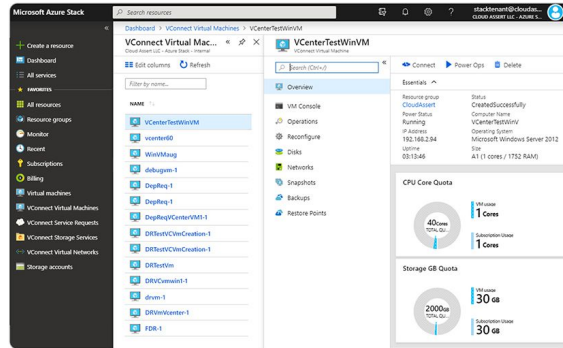 Microsoft Azure Stack
Search resources
stacktenant@cloudas...
CLOUD ASSERT LLC - AZURE S...
Create a resource
Dashboard
All services
FAVORITES
All resources
Resource groups
Monitor
Recent
Subscriptions
Billing
Virtual machines
VConnect Virtual Machines
VConnect Service Requests
VConnect Storage Services
VConnect Virtual Networks
Storage accounts
Dashboard > VConnect Virtual Machines > VCenterTestWinVM
VConnect Virtual Mac...
Cloud Assert LLC - Azure Stack - Internal
Edit columns Refresh
Filter by name...
NAME
VCenterTestWinVM
vcenter60
WinVMaug
debugvm-1
DepReq-1
DepReq-1
DepReqVCenterVM1-1
DRTestVCVmCreation-1
DRTestVCVmCreation-1
DRTestVm
DRVCvmwin1-1
drvm-1
DRVmVcenter-1
FDR-1
VCenterTestWinVM
VConnect Virtual Machine
Search (Ctrl+/)
Overview
VM Console
Operations
Reconfigure
Disks
Networks
Snapshots
Backups
Restore Points
Connect Power Ops Delete
Essentials
Resource group
CloudAssert
Power Status
Running
IP Address
192.168.2.94
Uptime
03:13:46
Status
CreatedSuccessfully
Computer Name
VCenterTestWinV
Operating System
Microsoft Windows Server 2012
Size
A1 (1 cores / 1752 RAM)
CPU Core Quota
40Cores
TOTAL QU...
VM usage
1 Cores
Subscription Usage
1 Cores
Storage GB Quota
2000GB
TOTAL QU...
VM usage
30 GB
Subscription Usage
30 GB